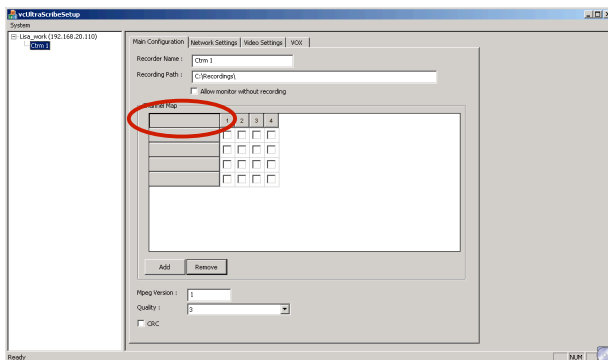 vcUltraScribeSetup
System
Lisa_work (192.168.20.110)
Ctrm 1
Main Configuration Network Settings Video Settings VOX
Recorder Name : Ctrm 1
Recording Path : C:\Recordings\
Allow monitor without recording
Channel Map
1 2 3 4
Add Remove
Mpeg Version : 1
Quality : 3
CRC
Ready NUM